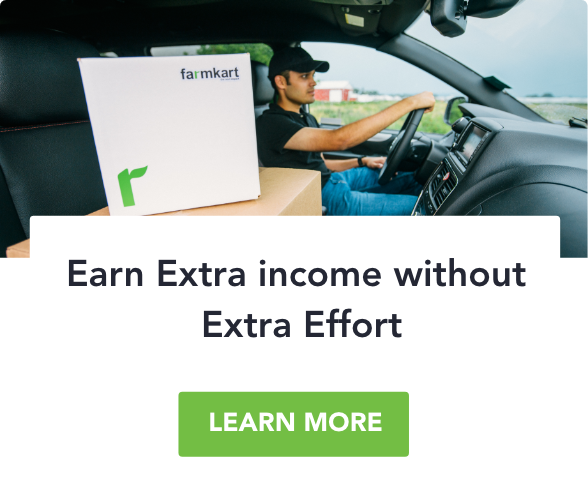 farmkart
r
Earn Extra income without
Extra Effort
LEARN MORE